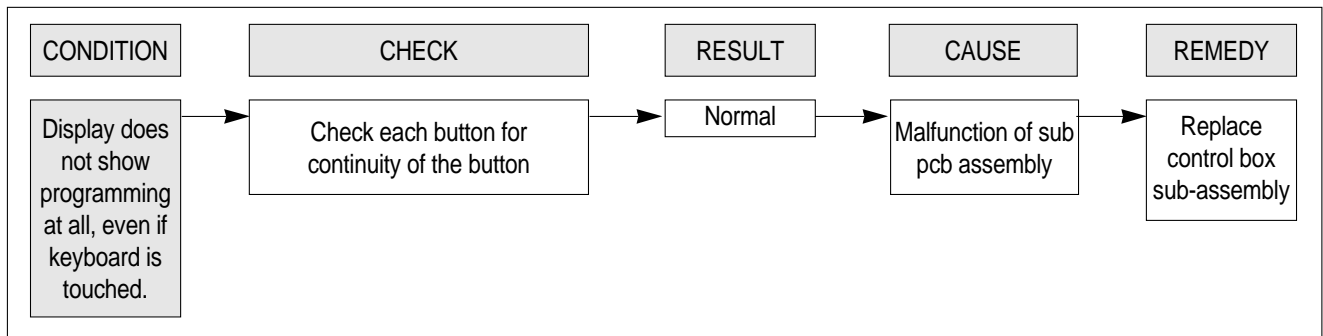 CONDITION
CHECK
RESULT
CAUSE
REMEDY
Display does
not show
programming
at all, even if
keyboard is
touched.
Check each button for
continuity of the button
Normal
Malfunction of sub
pcb assembly
Replace
control box
sub-assembly